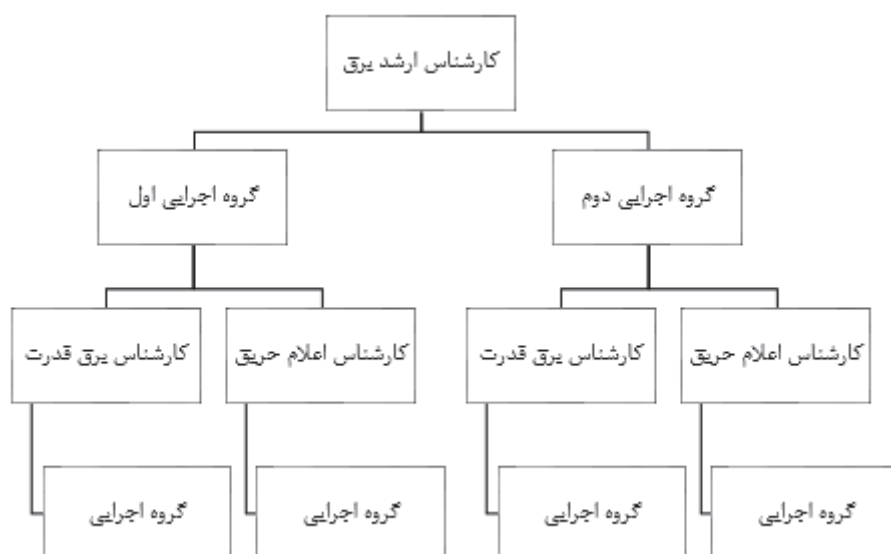 کارشناس ارشد برق
گروه اجرایی دوم
گروه اجرایی اول
کارشناس اعلام حریق
کارشناس برق قدرت
کارشناس اعلام حریق
کارشناس برق قدرت
گروه اجرایی
گروه اجرایی
گروه اجرایی
گروه اجرایی